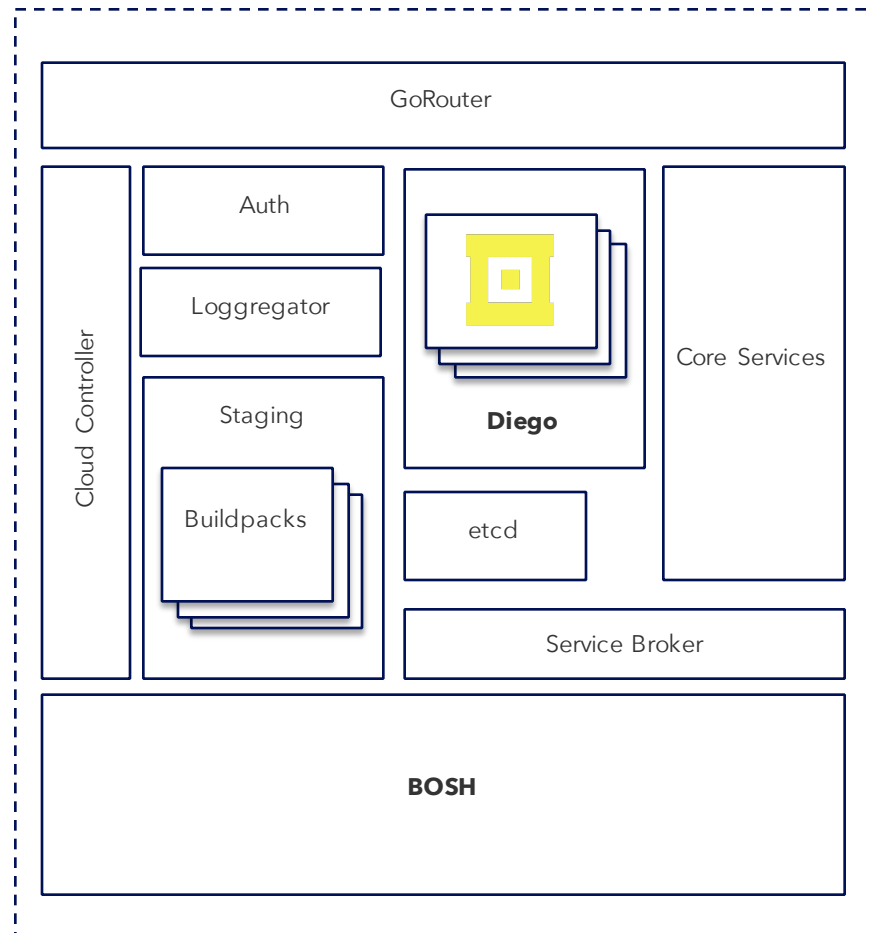 GoRouter
Cloud Controller
Auth
Loggregator
Staging
Buildpacks
Diego
etcd
Core Services
Service Broker
BOSH